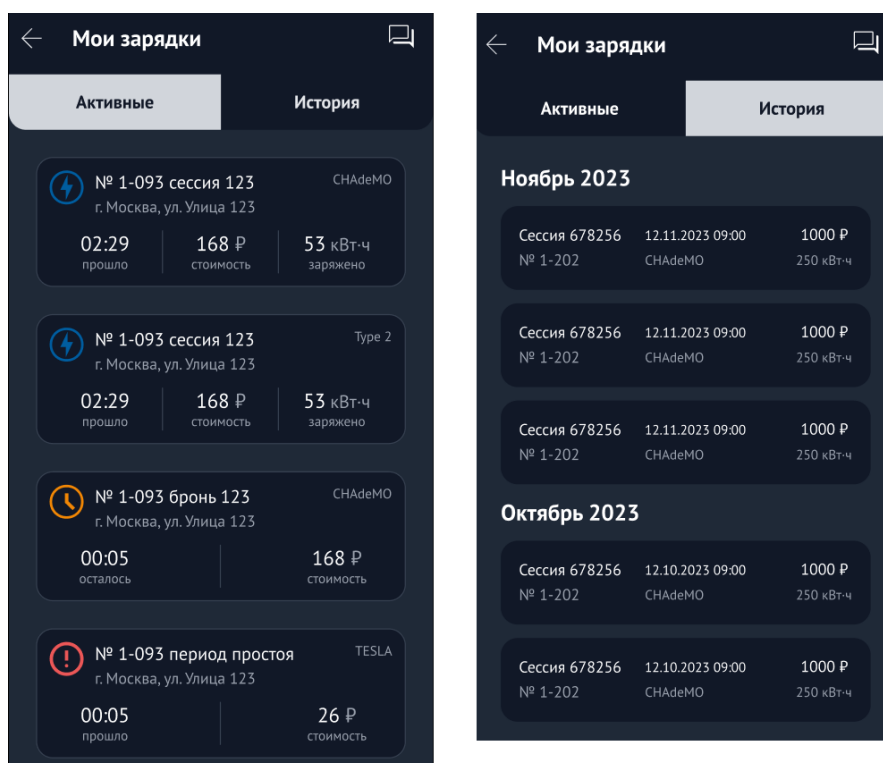 Мои зарядки
Активные История
№ 1-093 сессия 123 CHAdeMO
г. Москва, ул. Улица 123
02:29 168 ₽ 53 кВт·ч
прошло стоимость заряжено
№ 1-093 сессия 123 Type 2
г. Москва, ул. Улица 123
02:29 168 ₽ 53 кВт·ч
прошло стоимость заряжено
№ 1-093 бронь 123 CHAdeMO
г. Москва, ул. Улица 123
00:05 168 ₽
осталось стоимость
№ 1-093 период простоя TESLA
г. Москва, ул. Улица 123
00:05 26 ₽
прошло стоимость
Мои зарядки
Активные История
Ноябрь 2023
Сессия 678256 12.11.2023 09:00 1000 ₽
№ 1-202 CHAdeMO 250 кВт·ч
Сессия 678256 12.11.2023 09:00 1000 ₽
№ 1-202 CHAdeMO 250 кВт·ч
Сессия 678256 12.11.2023 09:00 1000 ₽
№ 1-202 CHAdeMO 250 кВт·ч
Октябрь 2023
Сессия 678256 12.10.2023 09:00 1000 ₽
№ 1-202 CHAdeMO 250 кВт·ч
Сессия 678256 12.10.2023 09:00 1000 ₽
№ 1-202 CHAdeMO 250 кВт·ч